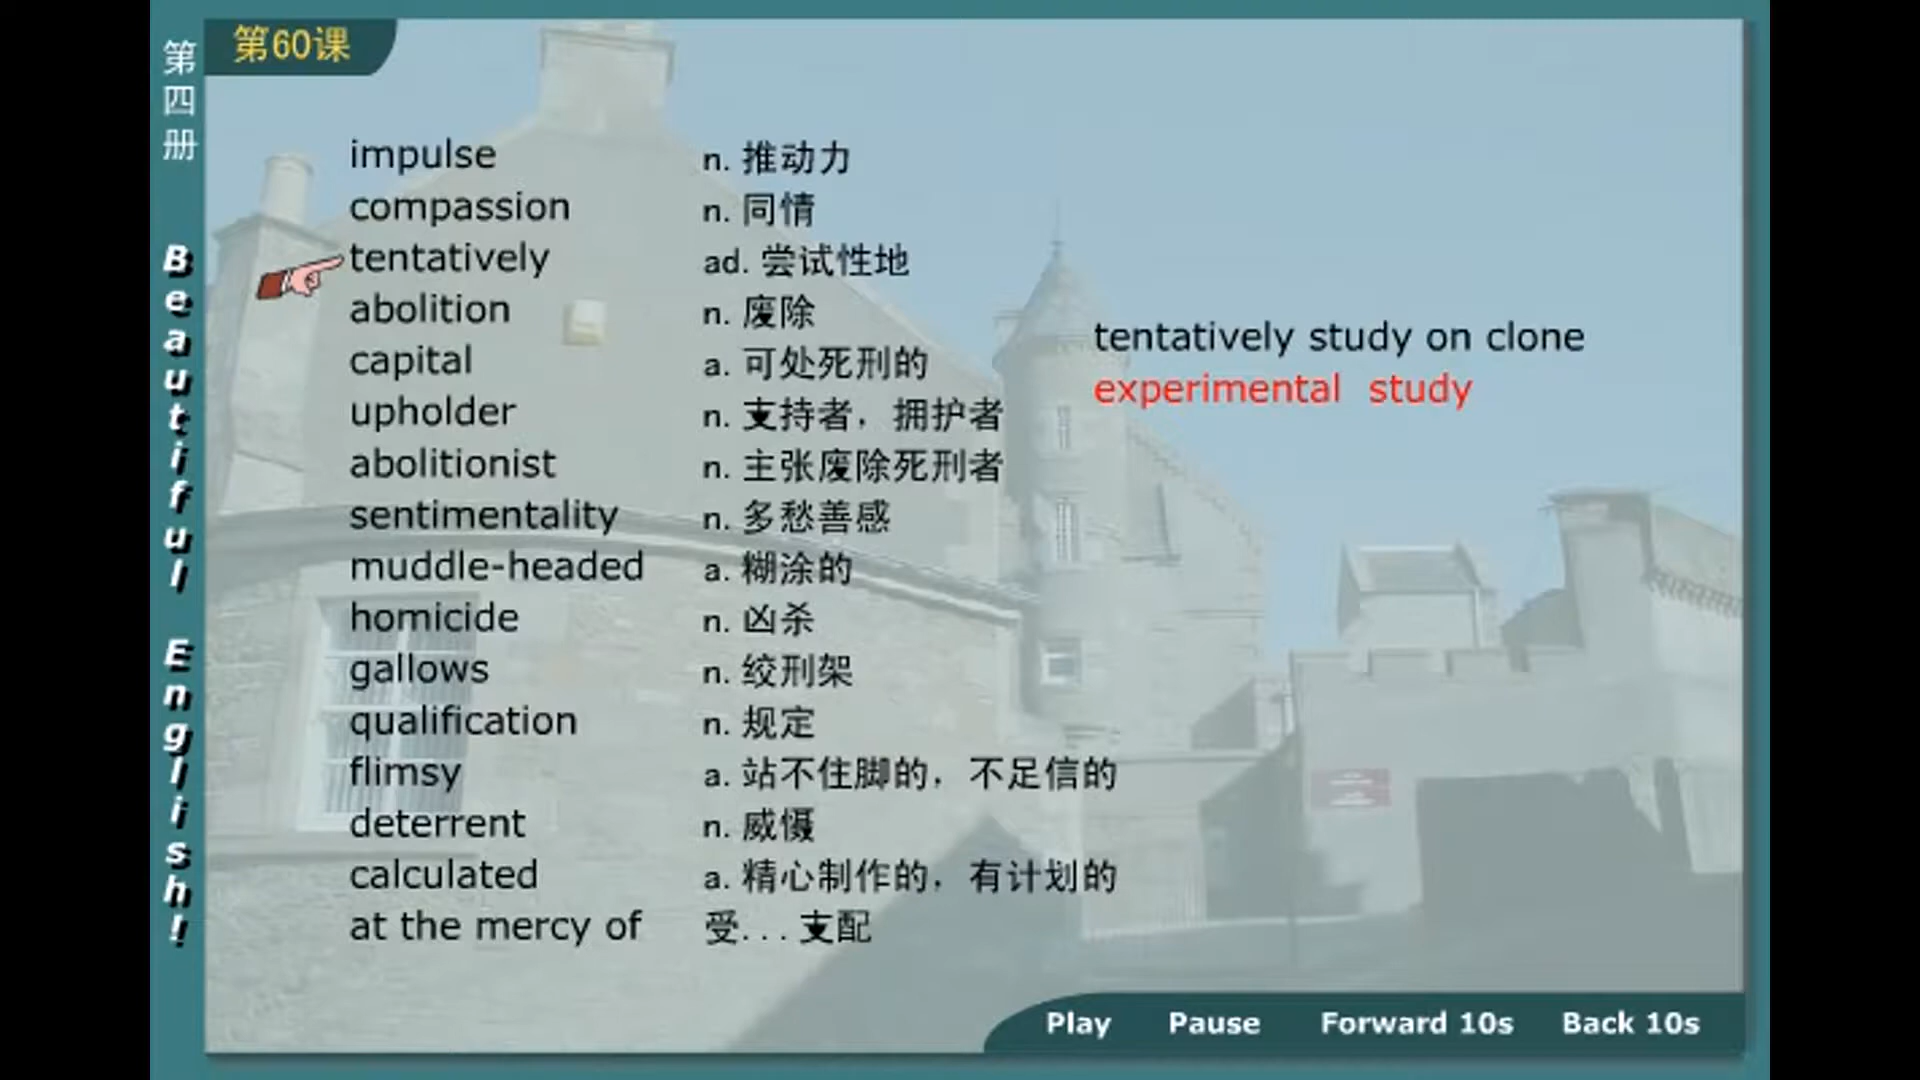 第60课
第四册
Beautiful English!
impulse n. 推动力
compassion n. 同情
tentatively ad. 尝试性地
abolition n. 废除
capital a. 可处死刑的
upholder n. 支持者，拥护者
abolitionist n. 主张废除死刑者
sentimentality n. 多愁善感
muddle-headed a. 糊涂的
homicide n. 凶杀
gallows n. 绞刑架
qualification n. 规定
flimsy a. 站不住脚的，不足信的
deterrent n. 威慑
calculated a. 精心制作的，有计划的
at the mercy of 受...支配
tentatively study on clone
experimental study
Play Pause Forward 10s Back 10s